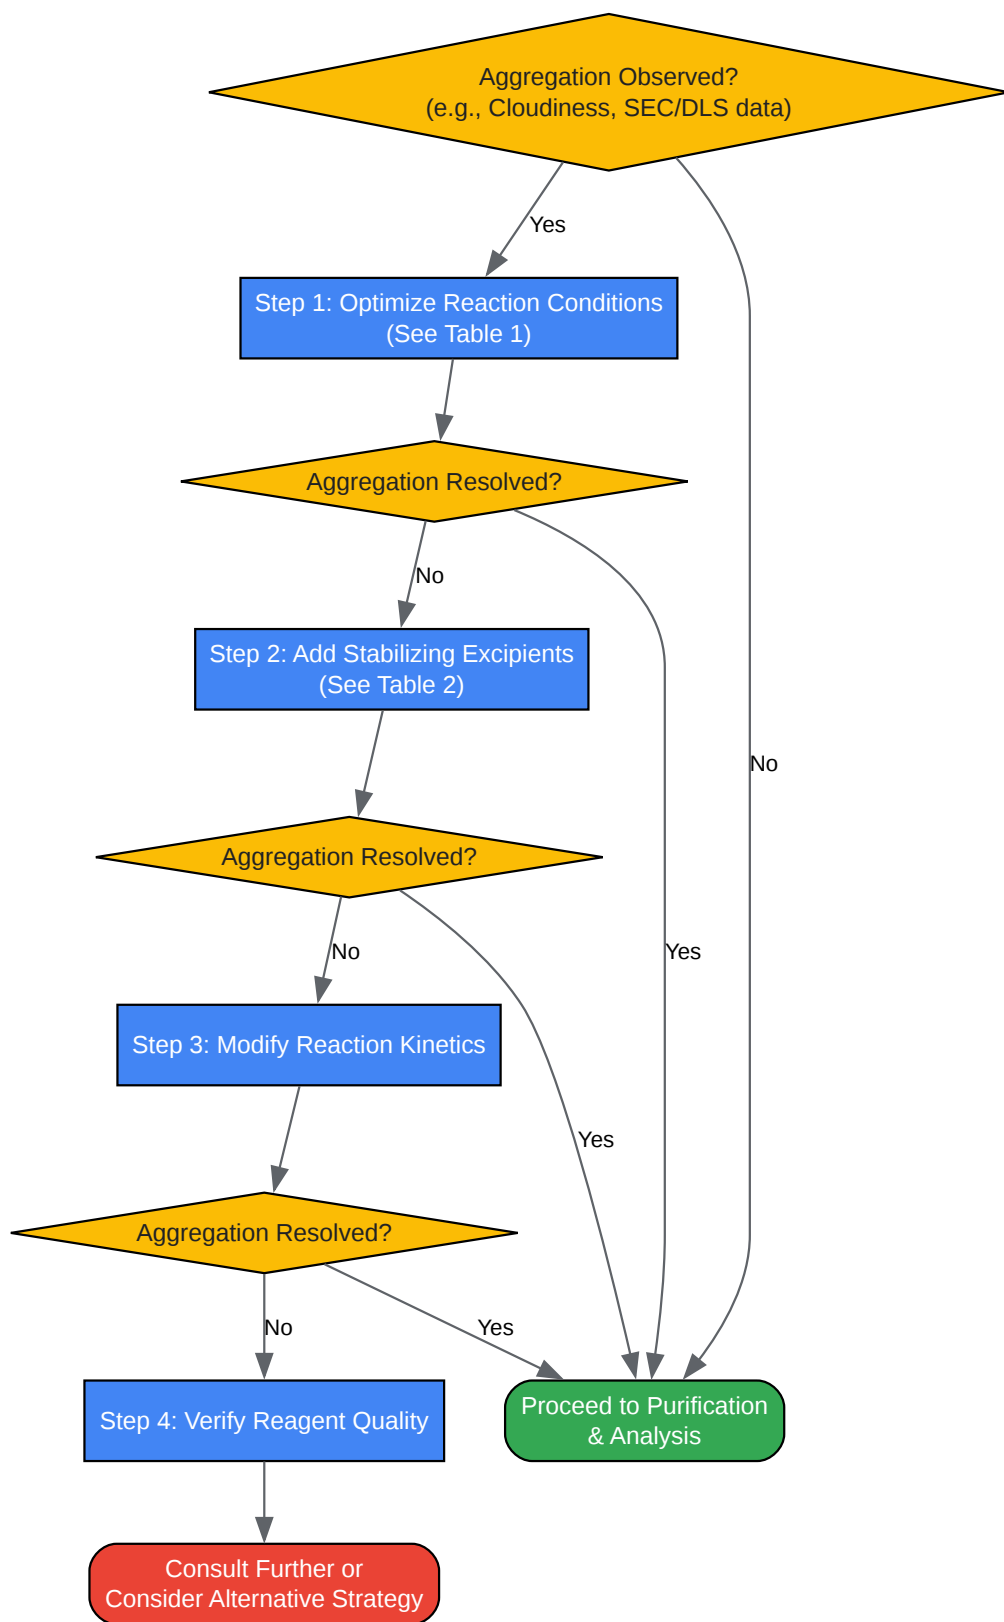 Aggregation Observed?
(e.g., Cloudiness, SEC/DLS data)
Yes
Step 1: Optimize Reaction Conditions
(See Table 1)
Aggregation Resolved?
No
Step 2: Add Stabilizing Excipients
(See Table 2)
No
Aggregation Resolved?
No
Yes
Step 3: Modify Reaction Kinetics
Yes
Aggregation Resolved?
No
Yes
Step 4: Verify Reagent Quality
Proceed to Purification
& Analysis
Consult Further or
Consider Alternative Strategy